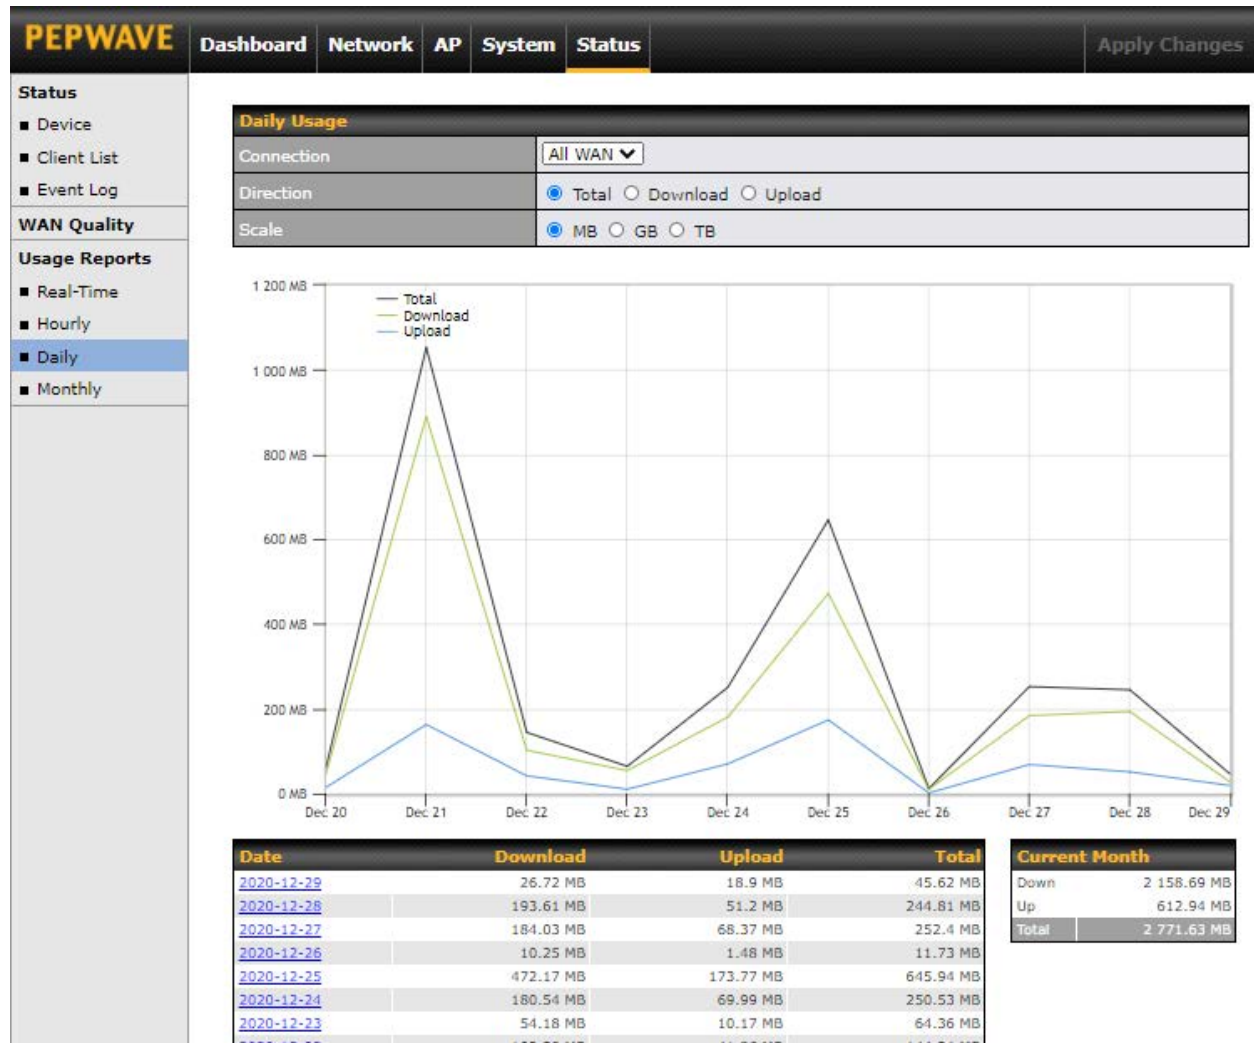 PEPWAVE Dashboard Network AP System Status Apply Changes
Status
Device
Client List
Event Log
WAN Quality
Usage Reports
Real-Time
Hourly
Daily
Monthly
Daily Usage
Connection All WAN
Direction Total Download Upload
Scale MB GB TB
1 200 MB
1 000 MB
800 MB
600 MB
400 MB
200 MB
0 MB
Total
Download
Upload
Dec 20 Dec 21 Dec 22 Dec 23 Dec 24 Dec 25 Dec 26 Dec 27 Dec 28 Dec 29
Date Download Upload Total
2020-12-29 26.72 MB 18.9 MB 45.62 MB
2020-12-28 193.61 MB 51.2 MB 244.81 MB
2020-12-27 184.03 MB 68.37 MB 252.4 MB
2020-12-26 10.25 MB 1.48 MB 11.73 MB
2020-12-25 472.17 MB 173.77 MB 645.94 MB
2020-12-24 180.54 MB 69.99 MB 250.53 MB
2020-12-23 54.18 MB 10.17 MB 64.36 MB
Current Month
Down 2 158.69 MB
Up 612.94 MB
Total 2 771.63 MB